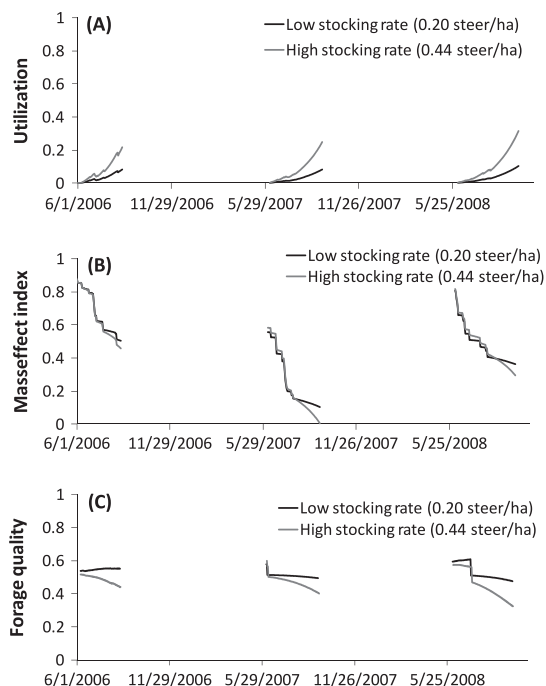 (A)
Low stocking rate (0.20 steer/ha)
High stocking rate (0.44 steer/ha)
Utilization
1
0.8
0.6
0.4
0.2
0
6/1/2006 11/29/2006 5/29/2007 11/26/2007 5/25/2008
(B)
Low stocking rate (0.20 steer/ha)
High stocking rate (0.44 steer/ha)
Masseffect index
1
0.8
0.6
0.4
0.2
0
6/1/2006 11/29/2006 5/29/2007 11/26/2007 5/25/2008
(C)
Low stocking rate (0.20 steer/ha)
High stocking rate (0.44 steer/ha)
Forage quality
1
0.8
0.6
0.4
0.2
0
6/1/2006 11/29/2006 5/29/2007 11/26/2007 5/25/2008